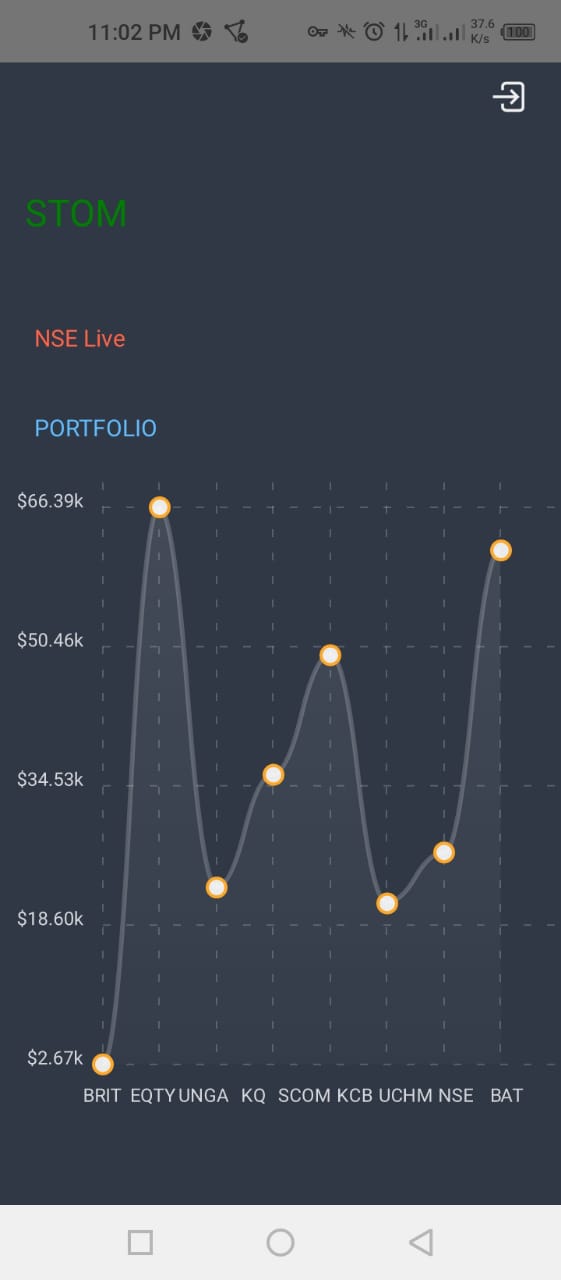 11:02 PM 3G 37.6 K/s 100
STOM
NSE Live
PORTFOLIO
$66.39k
$50.46k
$34.53k
$18.60k
$2.67k
BRIT EQTY UNGA KQ SCOM KCB UCHM NSE BAT